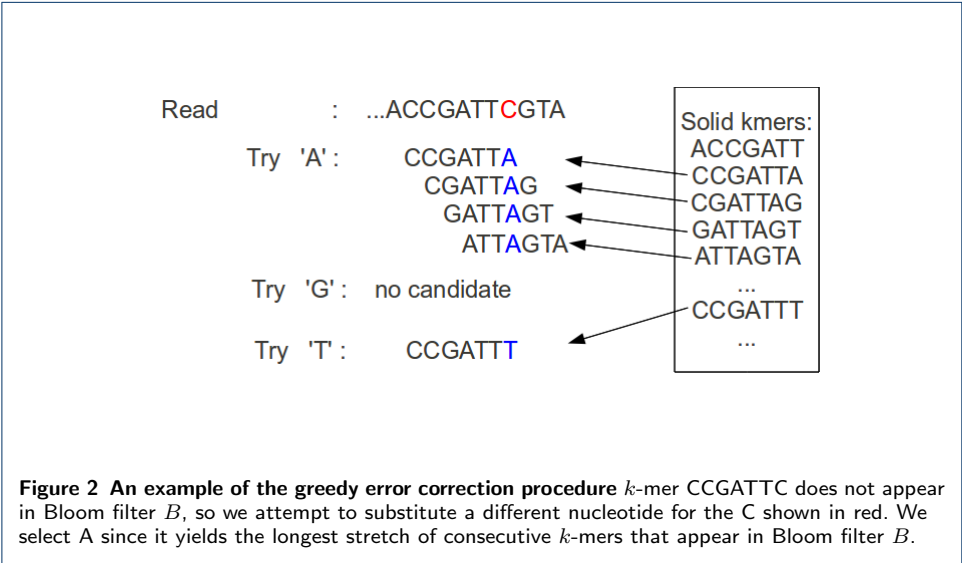 Read : ...ACCGATTCGTA
Solid kmers:
ACCGATT
Try 'A' : CCGATTA
CCGATTA
CGATTAG
CGATTAG
GATTAGT
GATTAGT
ATTAGTA
ATTAGTA
...
Try 'G' : no candidate
CCGATTT
...
Try 'T' : CCGATTT
Figure 2 An example of the greedy error correction procedure k-mer CCGATTC does not appear
in Bloom filter B, so we attempt to substitute a different nucleotide for the C shown in red. We
select A since it yields the longest stretch of consecutive k-mers that appear in Bloom filter B.